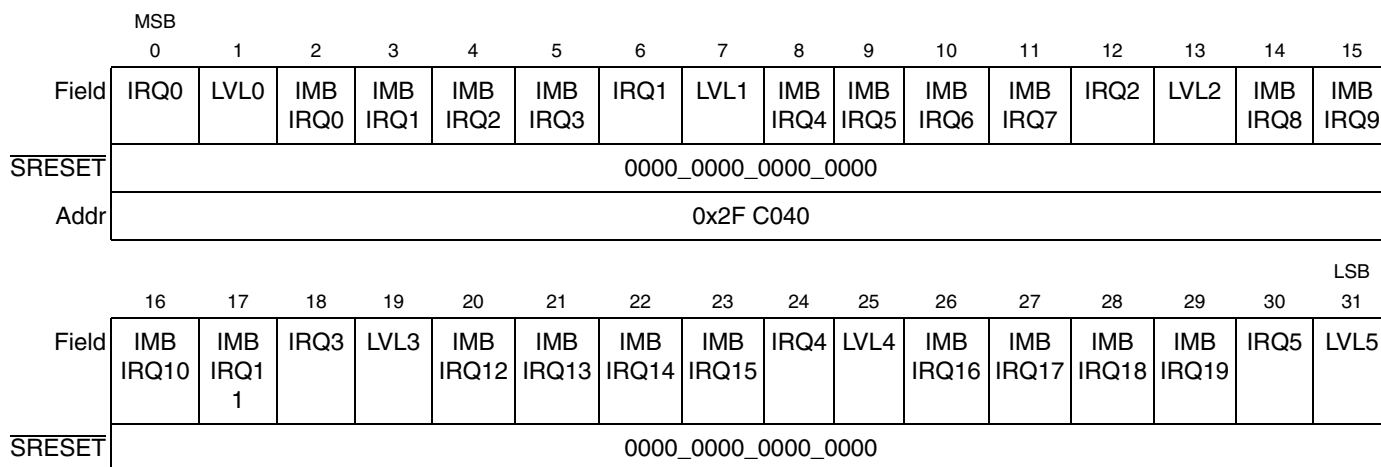 MSB
0 1 2 3 4 5 6 7 8 9 10 11 12 13 14 15
Field IRQ0 LVL0 IMB IMB IMB IMB IRQ1 LVL1 IMB IMB IMB IMB IRQ2 LVL2 IMB IMB
IRQ0 IRQ1 IRQ2 IRQ3 IRQ4 IRQ5 IRQ6 IRQ7 IRQ8 IRQ9
SRESET 0000_0000_0000_0000
Addr 0x2F C040
LSB
16 17 18 19 20 21 22 23 24 25 26 27 28 29 30 31
Field IMB IMB IRQ3 LVL3 IMB IMB IMB IMB IRQ4 LVL4 IMB IMB IMB IMB IRQ5 LVL5
IRQ10 IRQ1 IRQ12 IRQ13 IRQ14 IRQ15 IRQ16 IRQ17 IRQ18 IRQ19
1
SRESET 0000_0000_0000_0000